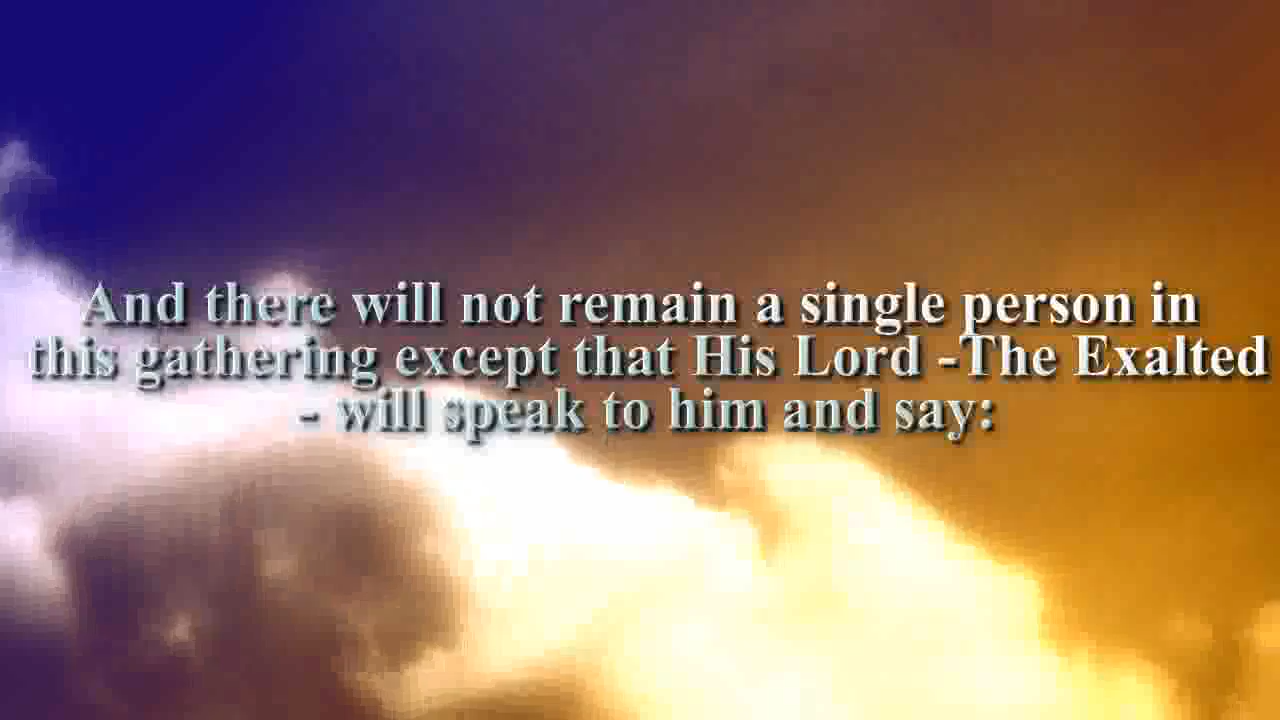 And there will not remain a single person in
this gathering except that His Lord -The Exalted
- will speak to him and say: